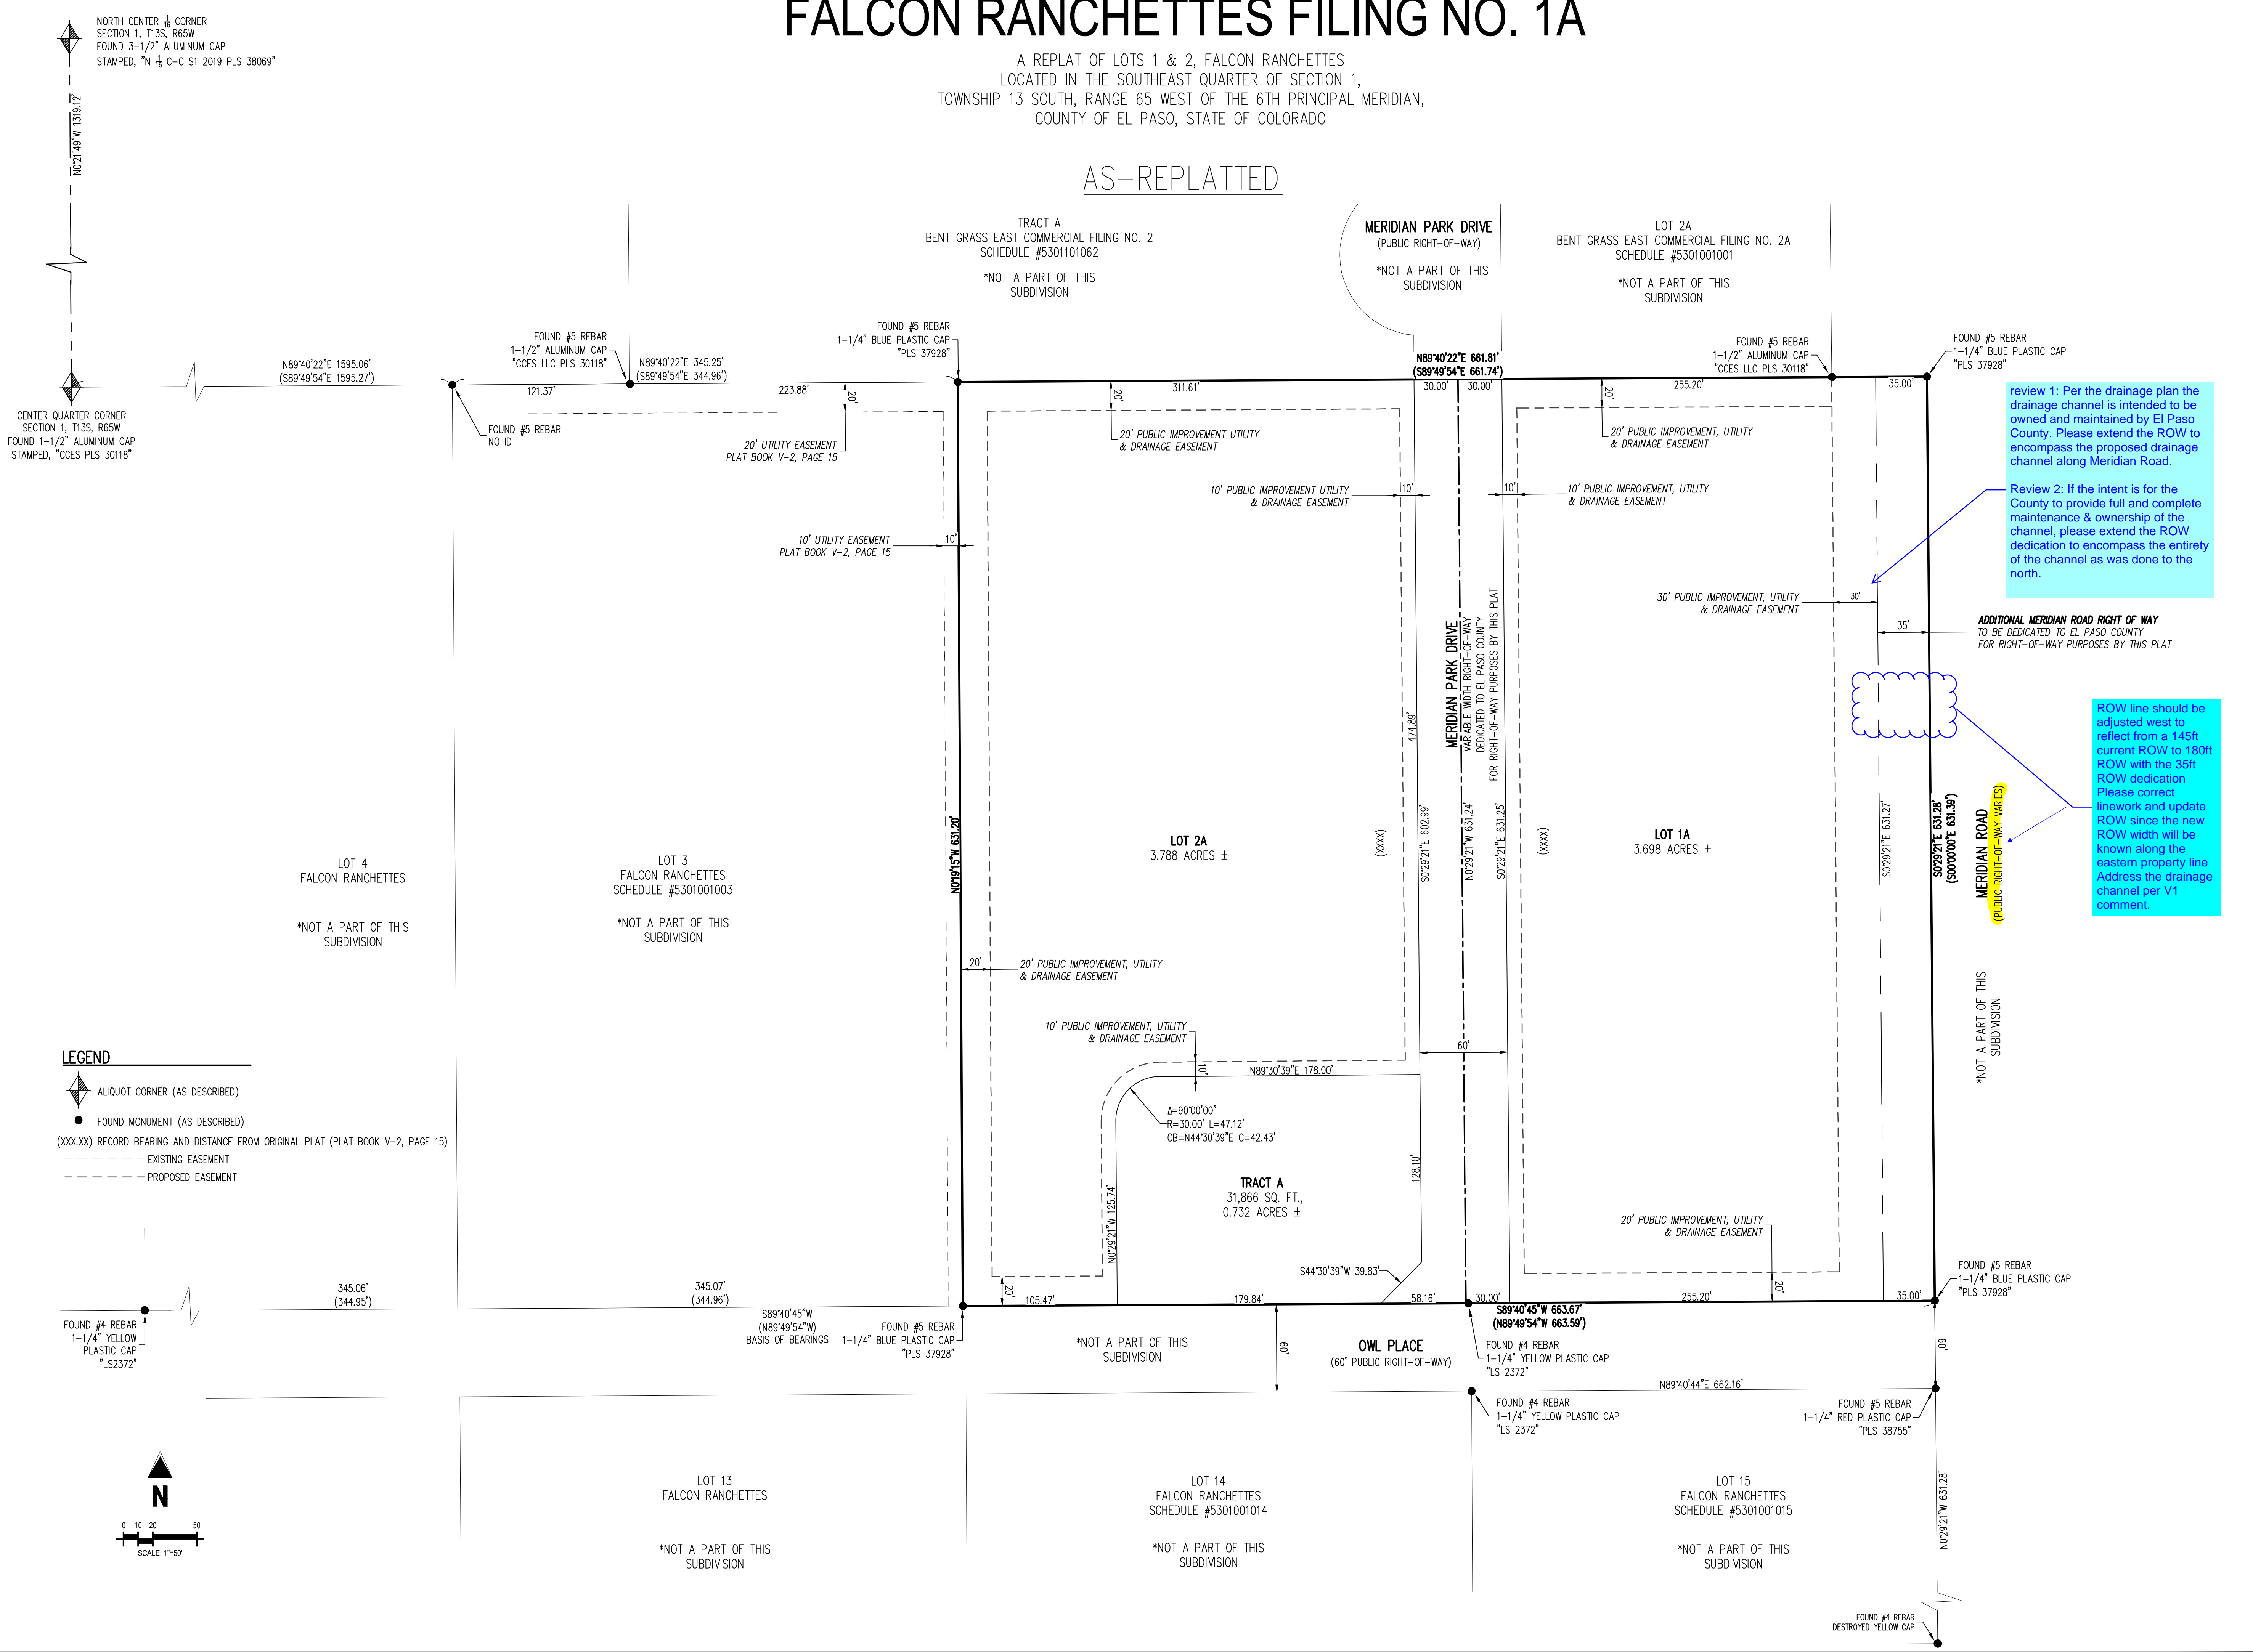 FALCON RANCHETTES FILING NO. 1A
A REPLAT OF LOTS 1 & 2, FALCON RANCHETTES
LOCATED IN THE SOUTHEAST QUARTER OF SECTION 1,
TOWNSHIP 13 SOUTH, RANGE 65 WEST OF THE 6TH PRINCIPAL MERIDIAN,
COUNTY OF EL PASO, STATE OF COLORADO
AS-REPLATTED
NORTH CENTER 1/16 CORNER
SECTION 1, T13S, R65W
FOUND 3-1/2" ALUMINUM CAP
STAMPED, "N 1/16 C-C S1 2019 PLS 38069"
N0°21'49"W 1319.12'
CENTER QUARTER CORNER
SECTION 1, T13S, R65W
FOUND 1-1/2" ALUMINUM CAP
STAMPED, "CCES PLS 30118"
TRACT A
BENT GRASS EAST COMMERCIAL FILING NO. 2
SCHEDULE #5301101062
*NOT A PART OF THIS
SUBDIVISION
MERIDIAN PARK DRIVE
(PUBLIC RIGHT-OF-WAY)
*NOT A PART OF THIS
SUBDIVISION
LOT 2A
BENT GRASS EAST COMMERCIAL FILING NO. 2A
SCHEDULE #5301001001
*NOT A PART OF THIS
SUBDIVISION
N89°40'22"E 1595.06'
(S89°49'54"E 1595.27')
FOUND #5 REBAR
1-1/2" ALUMINUM CAP
"CCES LLC PLS 30118"
N89°40'22"E 345.25'
(S89°49'54"E 344.96')
FOUND #5 REBAR
1-1/4" BLUE PLASTIC CAP
"PLS 37928"
N89°40'22"E 661.81'
(S89°49'54"E 661.74')
FOUND #5 REBAR
1-1/2" ALUMINUM CAP
"CCES LLC PLS 30118"
FOUND #5 REBAR
1-1/4" BLUE PLASTIC CAP
"PLS 37928"
121.37'
223.88'
20'
311.61'
20'
30.00'
30.00'
255.20'
20'
35.00'
FOUND #5 REBAR
NO ID
20' UTILITY EASEMENT
PLAT BOOK V-2, PAGE 15
20' PUBLIC IMPROVEMENT UTILITY
& DRAINAGE EASEMENT
20' PUBLIC IMPROVEMENT, UTILITY
& DRAINAGE EASEMENT
10' PUBLIC IMPROVEMENT UTILITY
& DRAINAGE EASEMENT
10'
10'
10' PUBLIC IMPROVEMENT, UTILITY
& DRAINAGE EASEMENT
10' UTILITY EASEMENT
PLAT BOOK V-2, PAGE 15
10'
30' PUBLIC IMPROVEMENT, UTILITY
& DRAINAGE EASEMENT
30'
35'
ADDITIONAL MERIDIAN ROAD RIGHT OF WAY
TO BE DEDICATED TO EL PASO COUNTY
FOR RIGHT-OF-WAY PURPOSES BY THIS PLAT
review 1: Per the drainage plan the
drainage channel is intended to be
owned and maintained by El Paso
County. Please extend the ROW to
encompass the proposed drainage
channel along Meridian Road.
Review 2: If the intent is for the
County to provide full and complete
maintenance & ownership of the
channel, please extend the ROW
dedication to encompass the entirety
of the channel as was done to the
north.
ROW line should be
adjusted west to
reflect from a 145ft
current ROW to 180ft
ROW with the 35ft
ROW dedication
Please correct
linework and update
ROW since the new
ROW width will be
known along the
eastern property line
Address the drainage
channel per V1
comment.
MERIDIAN PARK DRIVE
VARIABLE WIDTH RIGHT-OF-WAY
DEDICATED TO EL PASO COUNTY
FOR RIGHT-OF-WAY PURPOSES BY THIS PLAT
474.89'
S0°29'21"E 602.99'
N0°29'21"W 631.24'
S0°29'21"E 631.25'
(XXXX)
(XXXX)
N0°19'15"W 631.20'
S0°29'21"E 631.27'
S0°29'21"E 631.28'
(S00°00'00"E 631.39')
MERIDIAN ROAD
(PUBLIC RIGHT-OF-WAY VARIES)
*NOT A PART OF THIS
SUBDIVISION
LOT 4
FALCON RANCHETTES
*NOT A PART OF THIS
SUBDIVISION
LOT 3
FALCON RANCHETTES
SCHEDULE #5301001003
*NOT A PART OF THIS
SUBDIVISION
LOT 2A
3.788 ACRES ±
LOT 1A
3.698 ACRES ±
20'
20' PUBLIC IMPROVEMENT, UTILITY
& DRAINAGE EASEMENT
10' PUBLIC IMPROVEMENT, UTILITY
& DRAINAGE EASEMENT
10'
N89°30'39"E 178.00'
60'
Δ=90°00'00"
R=30.00' L=47.12'
CB=N44°30'39"E C=42.43'
TRACT A
31,866 SQ. FT.,
0.732 ACRES ±
128.10'
N0°29'21"W 125.74'
S44°30'39"W 39.83'
20' PUBLIC IMPROVEMENT, UTILITY
& DRAINAGE EASEMENT
20'
20'
LEGEND
ALIQUOT CORNER (AS DESCRIBED)
FOUND MONUMENT (AS DESCRIBED)
(XXX.XX) RECORD BEARING AND DISTANCE FROM ORIGINAL PLAT (PLAT BOOK V-2, PAGE 15)
EXISTING EASEMENT
PROPOSED EASEMENT
345.06'
(344.95')
345.07'
(344.96')
105.47'
179.84'
58.16'
30.00'
255.20'
35.00'
FOUND #4 REBAR
1-1/4" YELLOW
PLASTIC CAP
"LS2372"
S89°40'45"W
(N89°49'54"W)
BASIS OF BEARINGS
FOUND #5 REBAR
1-1/4" BLUE PLASTIC CAP
"PLS 37928"
*NOT A PART OF THIS
SUBDIVISION
60'
OWL PLACE
(60' PUBLIC RIGHT-OF-WAY)
S89°40'45"W 663.67'
(N89°49'54"W 663.59')
FOUND #4 REBAR
1-1/4" YELLOW PLASTIC CAP
"LS 2372"
FOUND #5 REBAR
1-1/4" BLUE PLASTIC CAP
"PLS 37928"
60'
N89°40'44"E 662.16'
FOUND #4 REBAR
1-1/4" YELLOW PLASTIC CAP
"LS 2372"
FOUND #5 REBAR
1-1/4" RED PLASTIC CAP
"PLS 38755"
N0°29'21"W 631.28'
LOT 13
FALCON RANCHETTES
*NOT A PART OF THIS
SUBDIVISION
LOT 14
FALCON RANCHETTES
SCHEDULE #5301001014
*NOT A PART OF THIS
SUBDIVISION
LOT 15
FALCON RANCHETTES
SCHEDULE #5301001015
*NOT A PART OF THIS
SUBDIVISION
N
0 10 20 50
SCALE: 1"=50'
FOUND #4 REBAR
DESTROYED YELLOW CAP